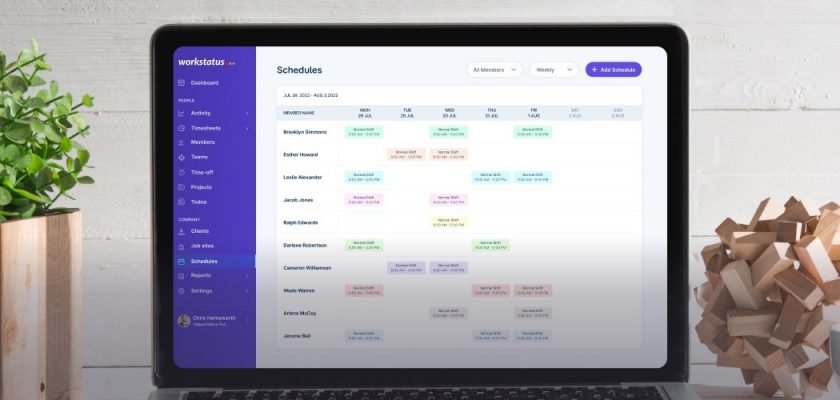 workstatus
Dashboard
PEOPLE
Activity
Timesheets
Members
Teams
Time-off
Projects
Todos
COMPANY
Clients
Job sites
Schedules
Reports
Settings
Chris Hemsworth
Schedules
All Members
Weekly
+ Add Schedule
JUL 28, 2022 - AUG 3,2022
MEMBER NAME MON TUE WED THU FRI SAT SUN
28 JUL 29 JUL 30 JUL 31 JUL 1 AUG 2 AUG 3 AUG
Brooklyn Simmons
Normal Shift Normal Shift Normal Shift
9:00 AM - 5:00 PM 9:00 AM - 5:00 PM 9:00 AM - 5:00 PM
Esther Howard
Normal Shift Normal Shift
9:00 AM - 5:00 PM 9:00 AM - 5:00 PM
Leslie Alexander
Normal Shift Normal Shift Normal Shift
9:00 AM - 5:00 PM 9:00 AM - 5:00 PM 9:00 AM - 5:00 PM
Jacob Jones
Normal Shift Normal Shift
9:00 AM - 5:00 PM 9:00 AM - 5:00 PM
Ralph Edwards
Normal Shift
9:00 AM - 5:00 PM
Darlene Robertson
Normal Shift Normal Shift
9:00 AM - 5:00 PM 9:00 AM - 5:00 PM
Cameron Williamson
Normal Shift Normal Shift
9:00 AM - 5:00 PM 9:00 AM - 5:00 PM
Wade Warren
Normal Shift Normal Shift Normal Shift
9:00 AM - 5:00 PM 9:00 AM - 5:00 PM 9:00 AM - 5:00 PM
Arlene McCoy
Normal Shift Normal Shift
9:00 AM - 5:00 PM 9:00 AM - 5:00 PM
Jerome Bell
Normal Shift Normal Shift Normal Shift
9:00 AM - 5:00 PM 9:00 AM - 5:00 PM 9:00 AM - 5:00 PM